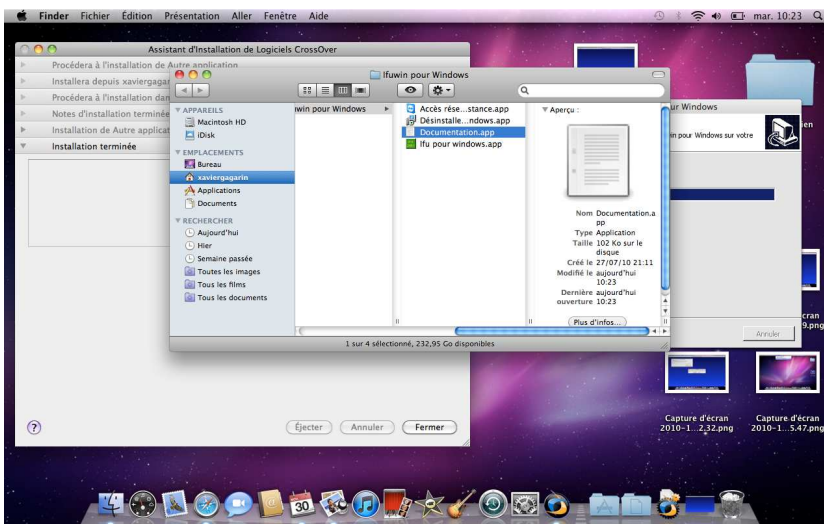 Finder Fichier Édition Présentation Aller Fenêtre Aide
mar. 10:23
Assistant d'Installation de Logiciels CrossOver
Procédera à l'installation de Autre application
Installera depuis xaviergagar
Procédera à l'installation dan
Notes d'installation terminée
Installation de Autre applicat
Installation terminée
Éjecter
Annuler
Fermer
Ifuwin pour Windows
APPAREILS
Macintosh HD
iDisk
EMPLACEMENTS
Bureau
xaviergagarin
Applications
Documents
RECHERCHER
Aujourd'hui
Hier
Semaine passée
Toutes les images
Tous les films
Tous les documents
win pour Windows
Accès rése...stance.app
Désinstalle...ndows.app
Documentation.app
Ifu pour windows.app
Aperçu :
Nom Documentation.a
pp
Type Application
Taille 102 Ko sur le
disque
Créé le 27/07/10 21:11
Modifié le aujourd'hui
10:23
Dernière aujourd'hui
ouverture 10:23
Plus d'infos...
1 sur 4 sélectionné, 232,95 Go disponibles
ur Windows
in pour Windows sur votre
Annuler
ien
cran
9.png
Capture d'écran
2010-1...2.32.png
Capture d'écran
2010-1...5.47.png
30